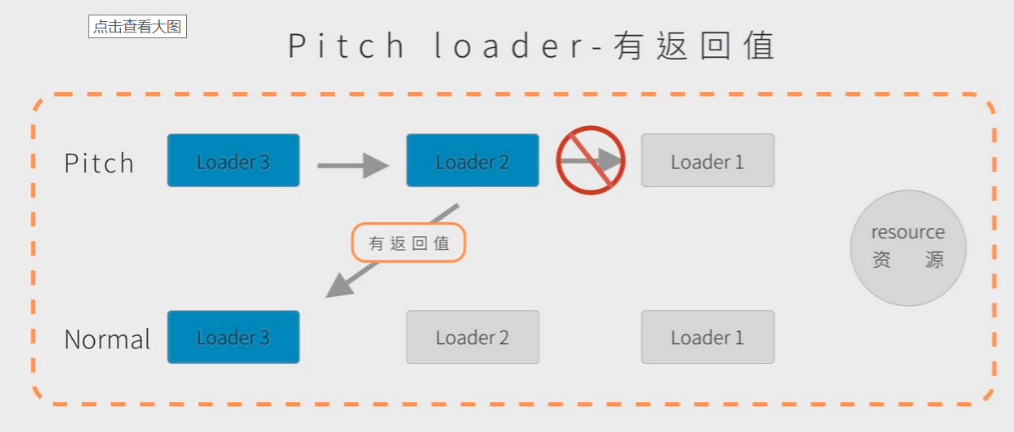 点击查看大图
Pitch loader-有返回值
Pitch
Loader 3
Loader 2
Loader 1
resource
资 源
有返回值
Normal
Loader 3
Loader 2
Loader 1